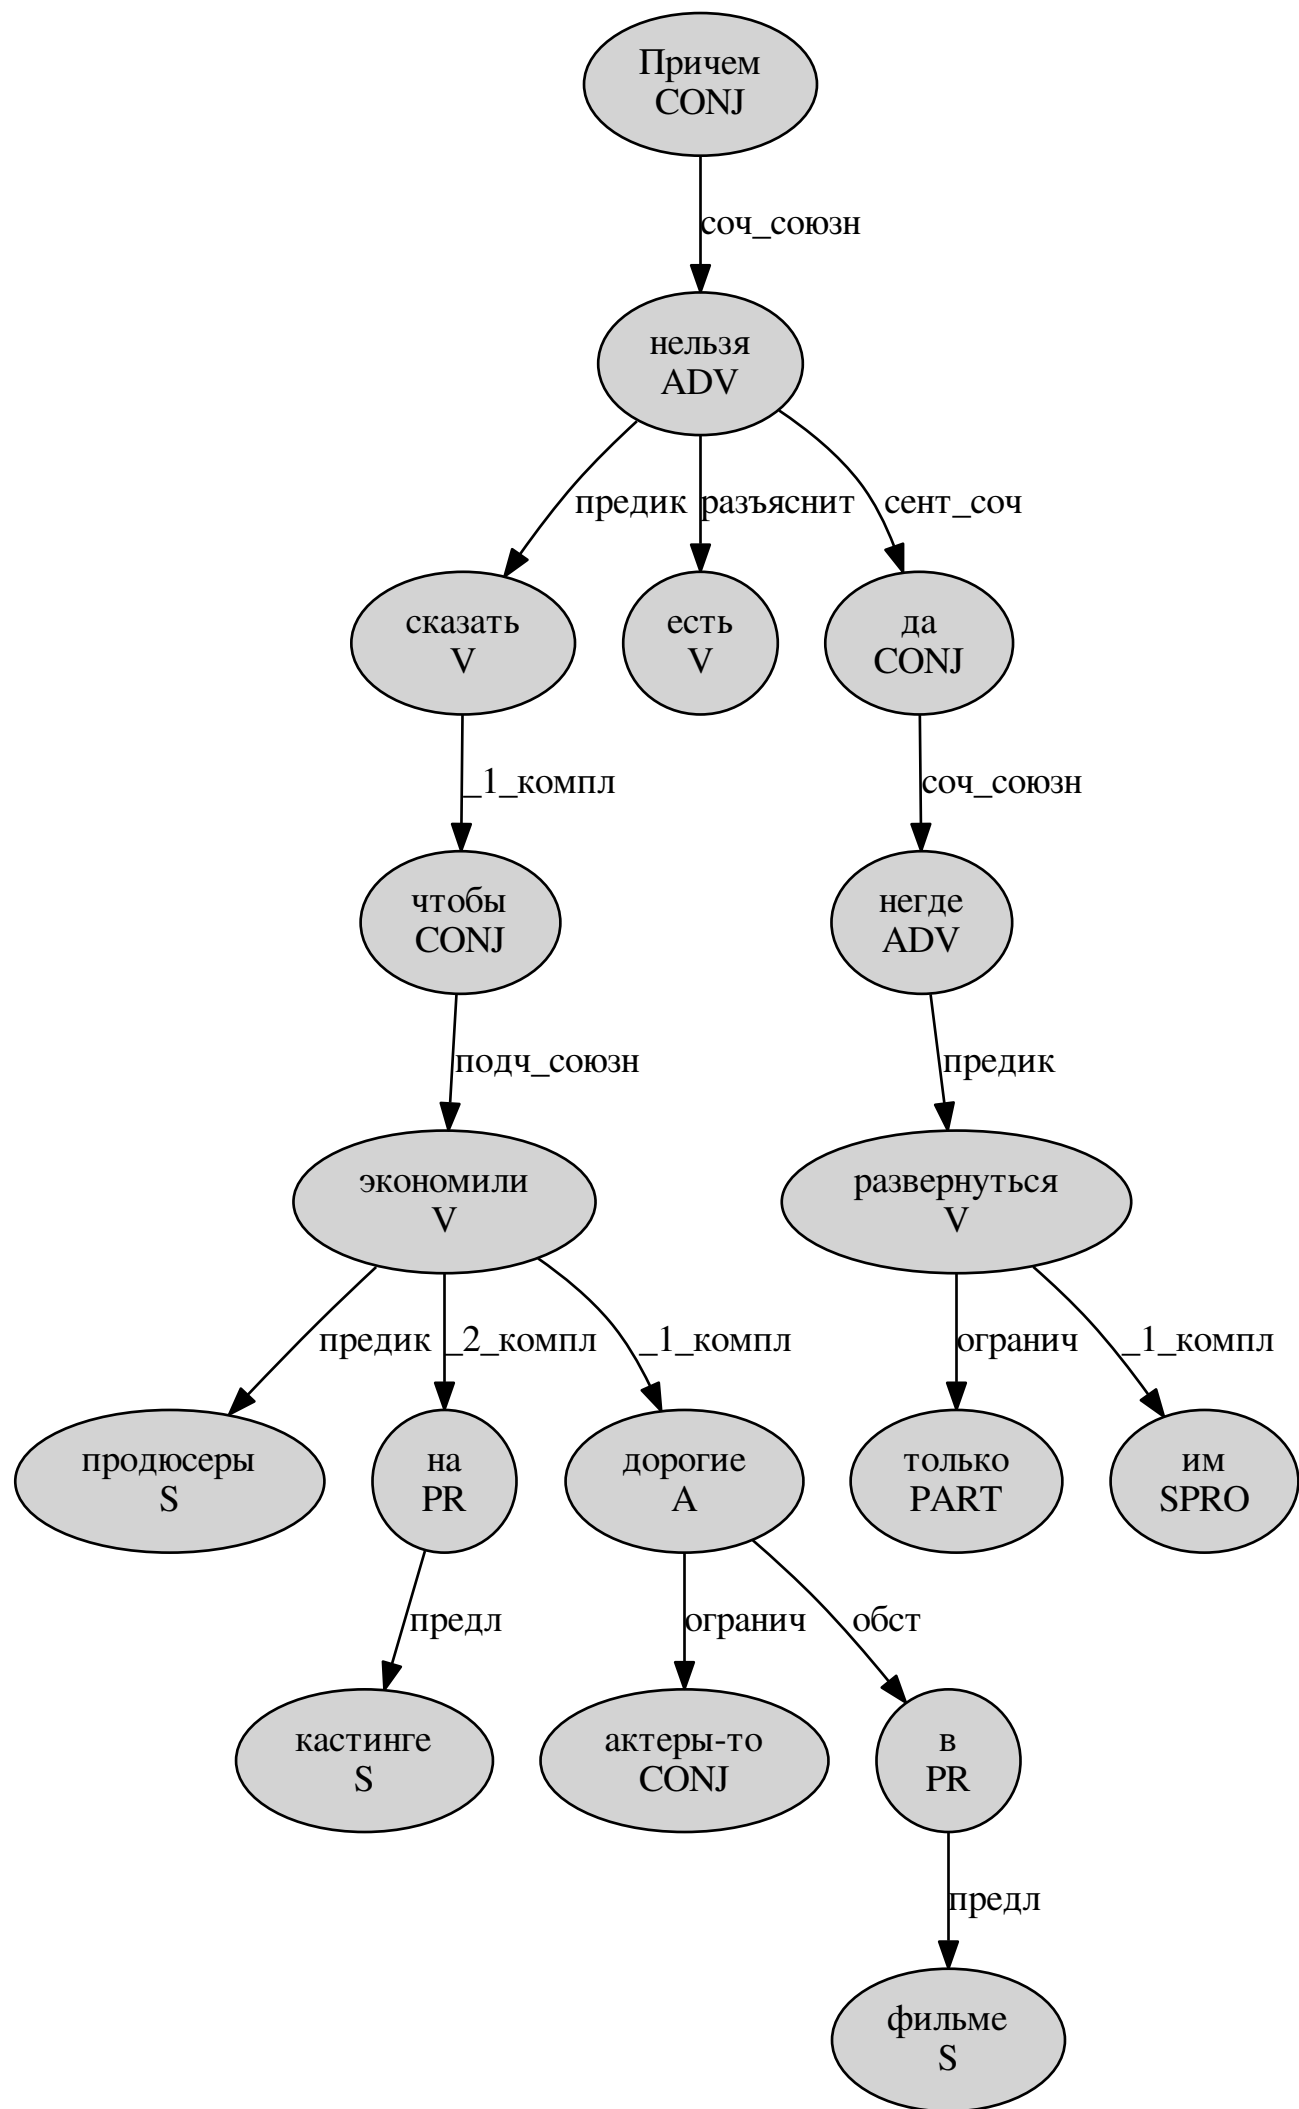 Причем
CONJ
соч_союзн
нельзя
ADV
предик
разъяснит
сент_соч
сказать
V
есть
V
да
CONJ
_1_компл
соч_союзн
чтобы
CONJ
негде
ADV
подч_союзн
предик
экономили
V
развернуться
V
предик
_2_компл
_1_компл
огранич
_1_компл
продюсеры
S
на
PR
дорогие
A
только
PART
им
SPRO
предл
огранич
обст
кастинге
S
актеры-то
CONJ
в
PR
предл
фильме
S